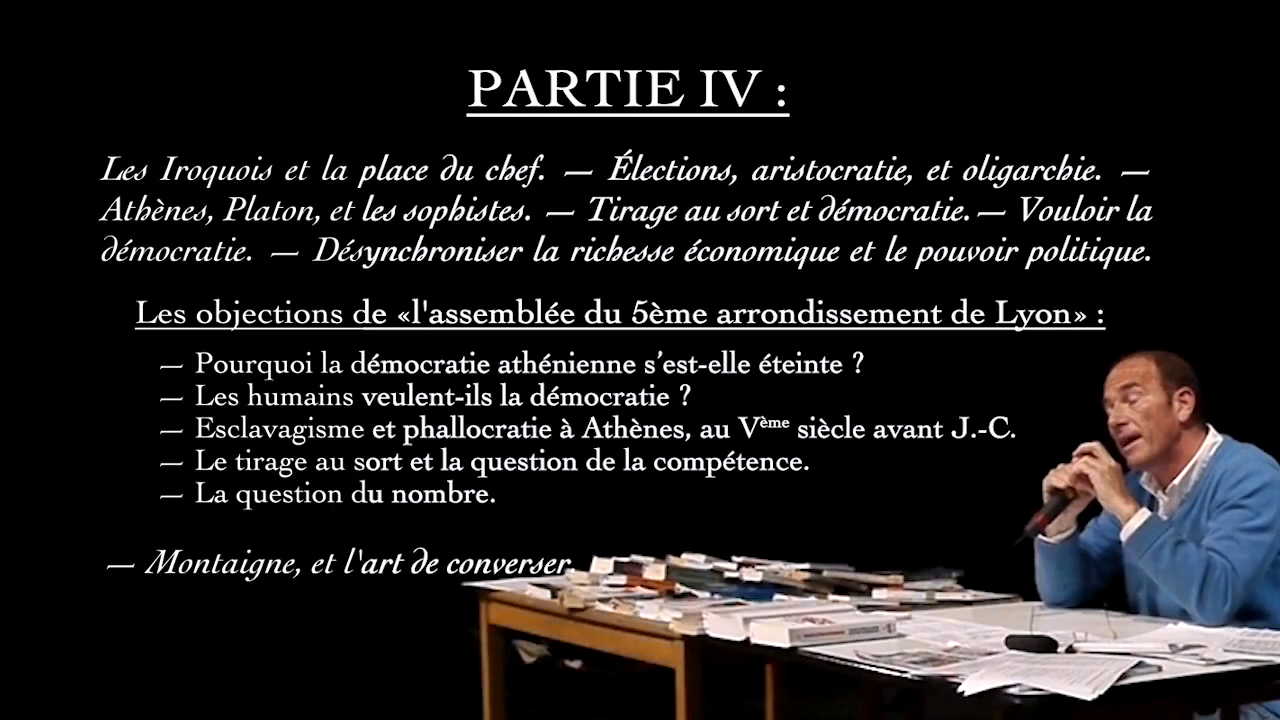 PARTIE IV :
Les Iroquois et la place du chef. — Élections, aristocratie, et oligarchie. —
Athènes, Platon, et les sophistes. — Tirage au sort et démocratie. — Vouloir la
démocratie. — Désynchroniser la richesse économique et le pouvoir politique.
Les objections de «l'assemblée du 5ème arrondissement de Lyon» :
— Pourquoi la démocratie athénienne s’est-elle éteinte ?
— Les humains veulent-ils la démocratie ?
— Esclavagisme et phallocratie à Athènes, au Vème siècle avant J.-C.
— Le tirage au sort et la question de la compétence.
— La question du nombre.
— Montaigne, et l'art de converser.